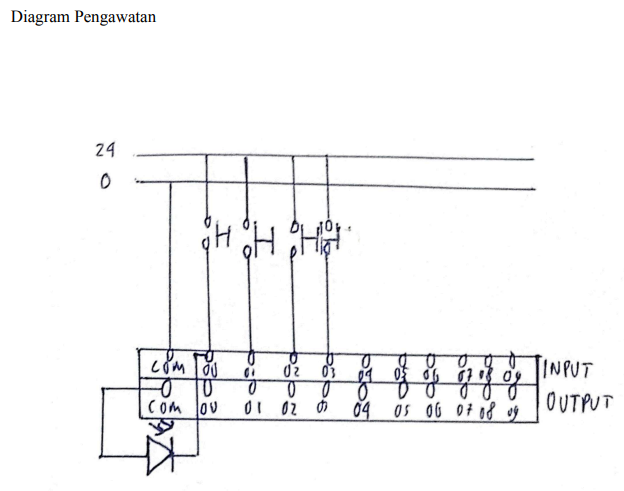 Diagram Pengawatan
24
0
COM 00 01 02 03 04 05 06 07 08 09 INPUT
COM 00 01 02 03 04 05 06 07 08 09 OUTPUT